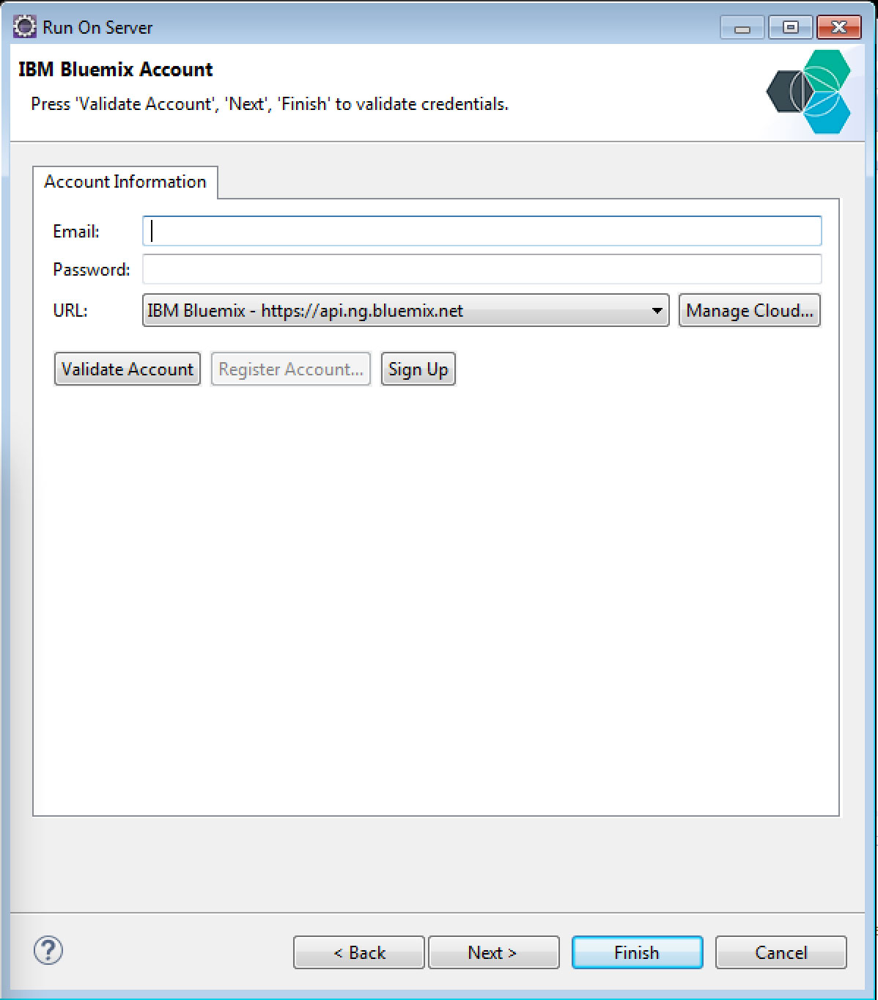 Run On Server
IBM Bluemix Account
Press 'Validate Account', 'Next', 'Finish' to validate credentials.
Account Information
Email:
Password:
URL: IBM Bluemix - https://api.ng.bluemix.net Manage Cloud...
Validate Account Register Account... Sign Up
? < Back Next > Finish Cancel